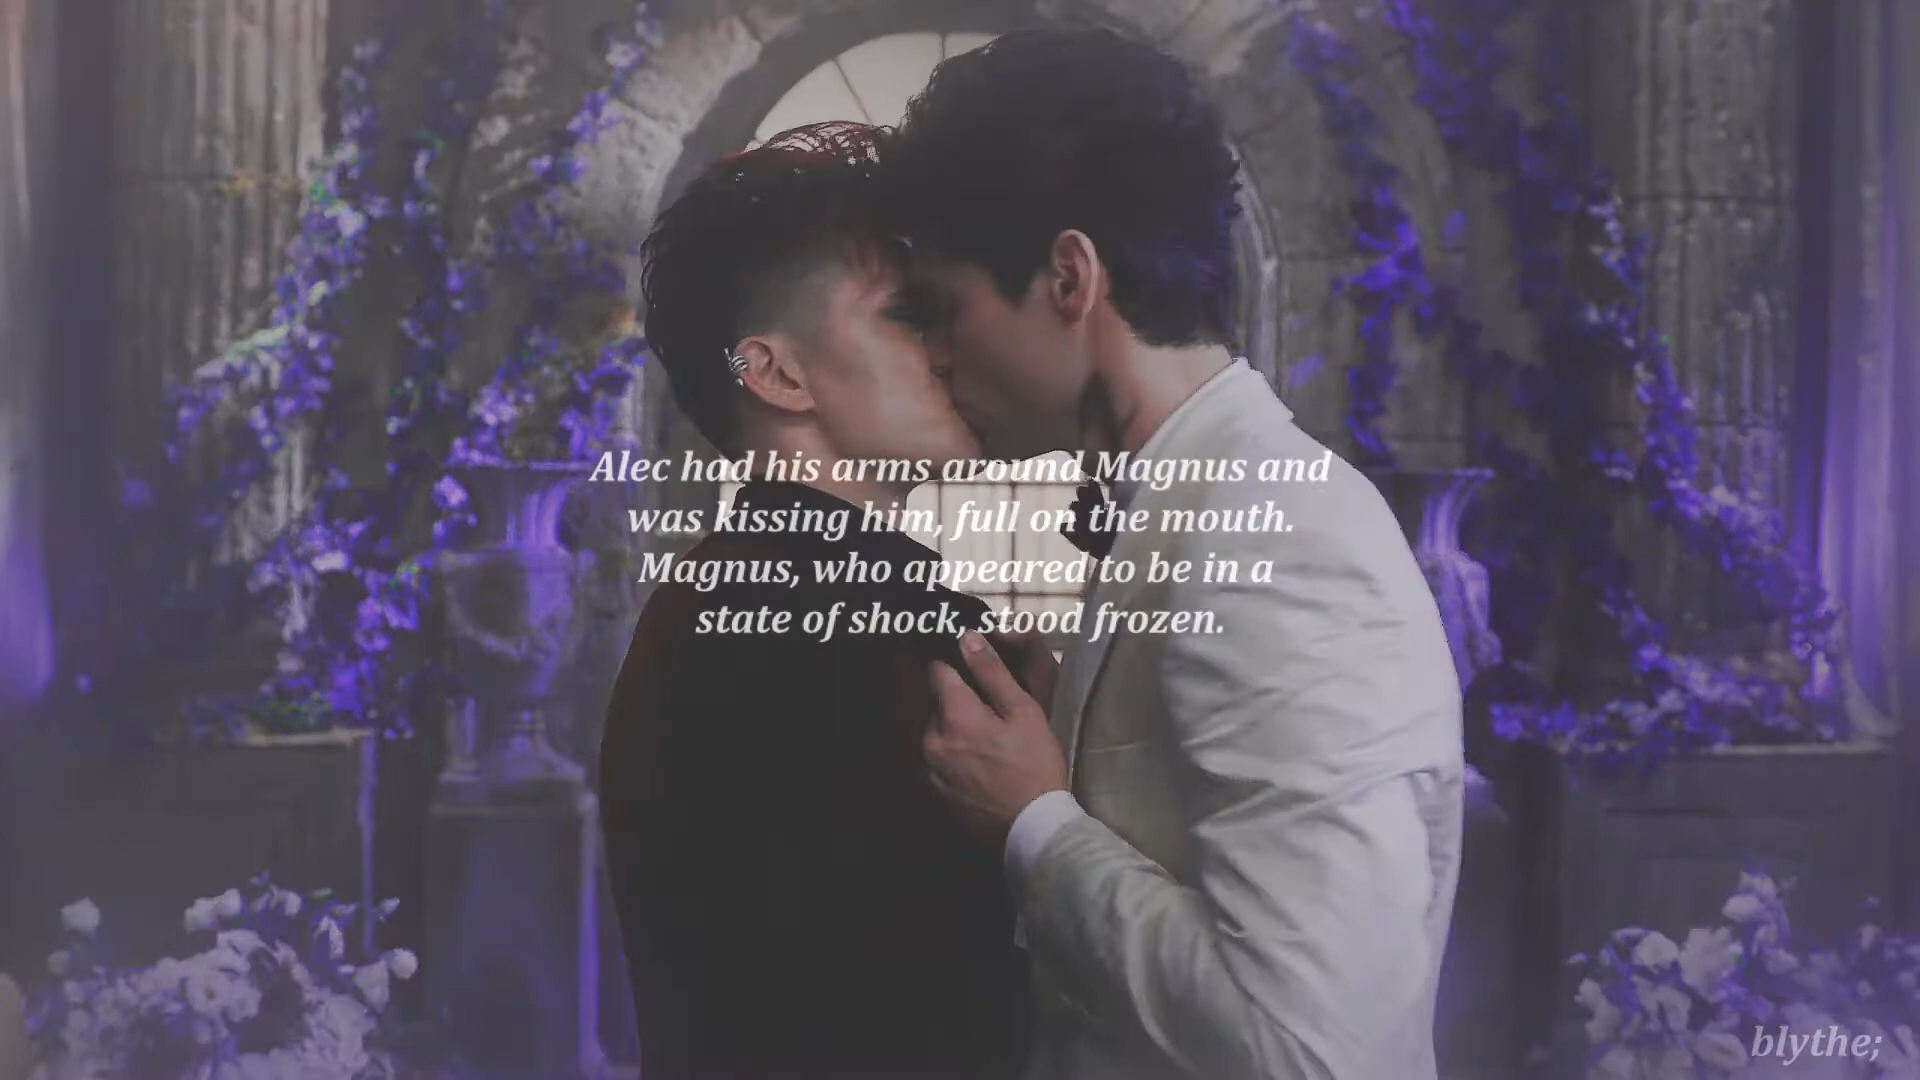 Alec had his arms around Magnus and
was kissing him, full on the mouth.
Magnus, who appeared to be in a
state of shock, stood frozen.
blythe;